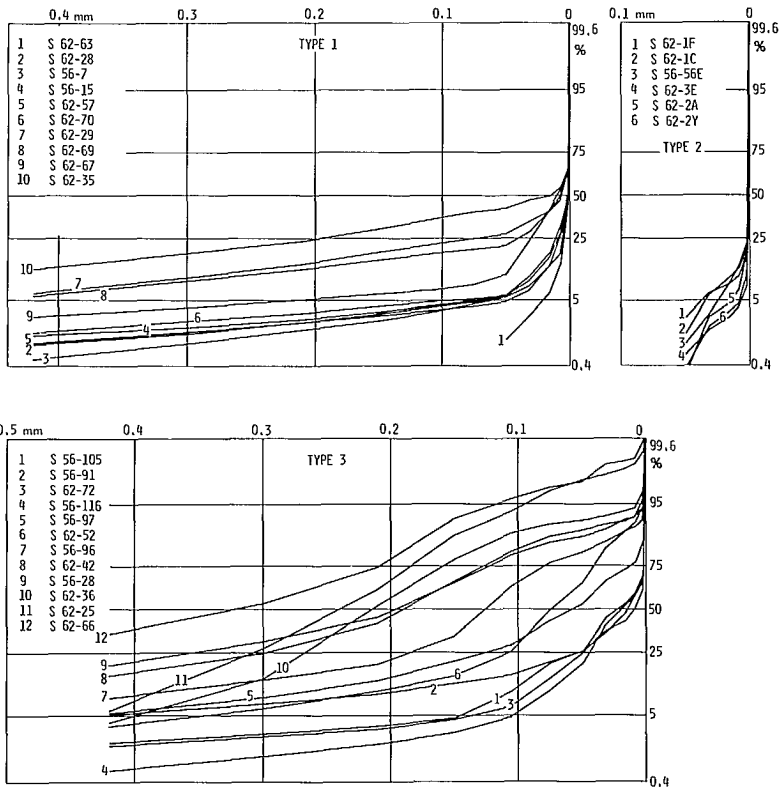 0.4 mm 0.3 0.2 0.1 0
99.6
%
TYPE 1
1 S 62-63
2 S 62-28
3 S 56-7
4 S 56-15
5 S 62-57
6 S 62-70
7 S 62-29
8 S 62-69
9 S 62-67
10 S 62-35
95
75
50
25
5
0.4
10
7
8
9
6
4
5
2
3
1
0.1 mm 0
99.6
%
1 S 62-1F
2 S 62-1C
3 S 56-56E
4 S 62-3E
5 S 62-2A
6 S 62-2Y
TYPE 2
95
75
50
25
5
0.4
1
2
3
4
5
6
0.5 mm 0.4 0.3 0.2 0.1 0
99.6
%
TYPE 3
1 S 56-105
2 S 56-91
3 S 62-72
4 S 56-116
5 S 56-97
6 S 62-52
7 S 56-96
8 S 62-42
9 S 56-28
10 S 62-36
11 S 62-25
12 S 62-66
95
75
50
25
5
0.4
12
9
8
11
10
7
5
6
2
1
3
4